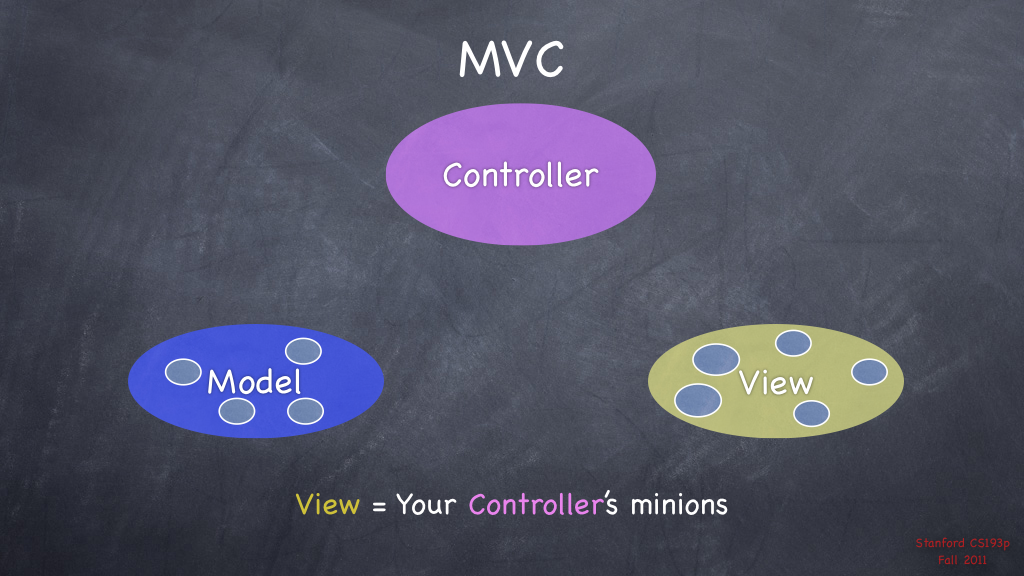 MVC
Controller
Model
View
View = Your Controller's minions
Stanford CS193p
Fall 2011